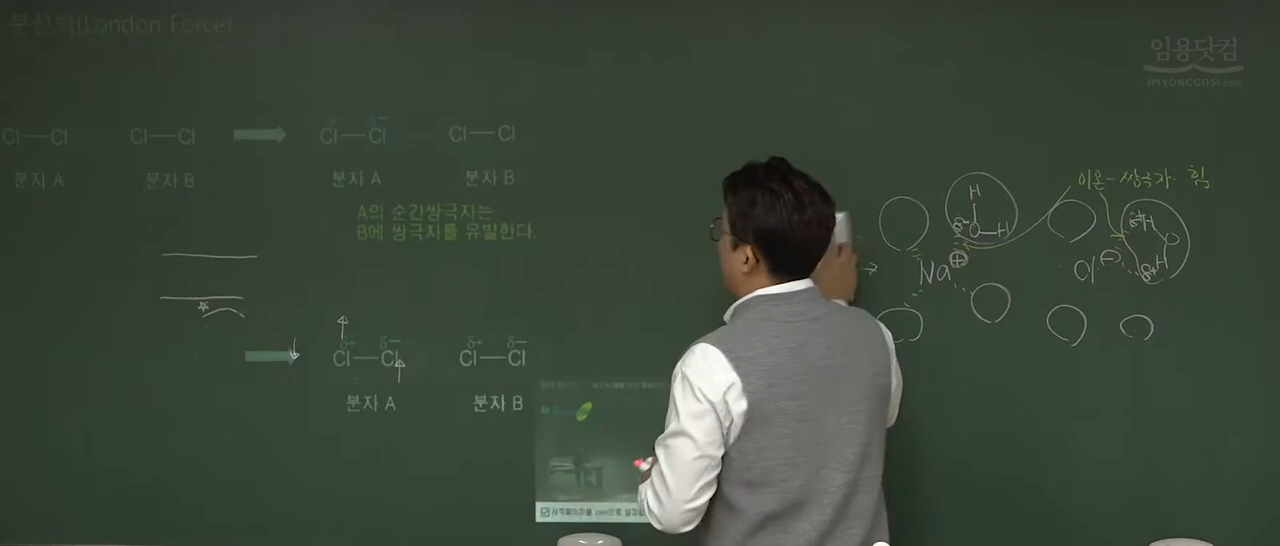 분산력(London Force)
임용닷컴
IMYONGGOSI.com
Cl—Cl
Cl—Cl
Cl—Cl
Cl—Cl
분자 A
분자 B
분자 A
분자 B
A의 순간쌍극자는
B에 쌍극자를 유발한다.
이온-쌍극자 힘
H
δ- O—H
Na⊕
Cl⊖
δ+ H
O
H
δ+
δ+ δ-
Cl—Cl
δ+ δ-
Cl—Cl
분자 A
분자 B